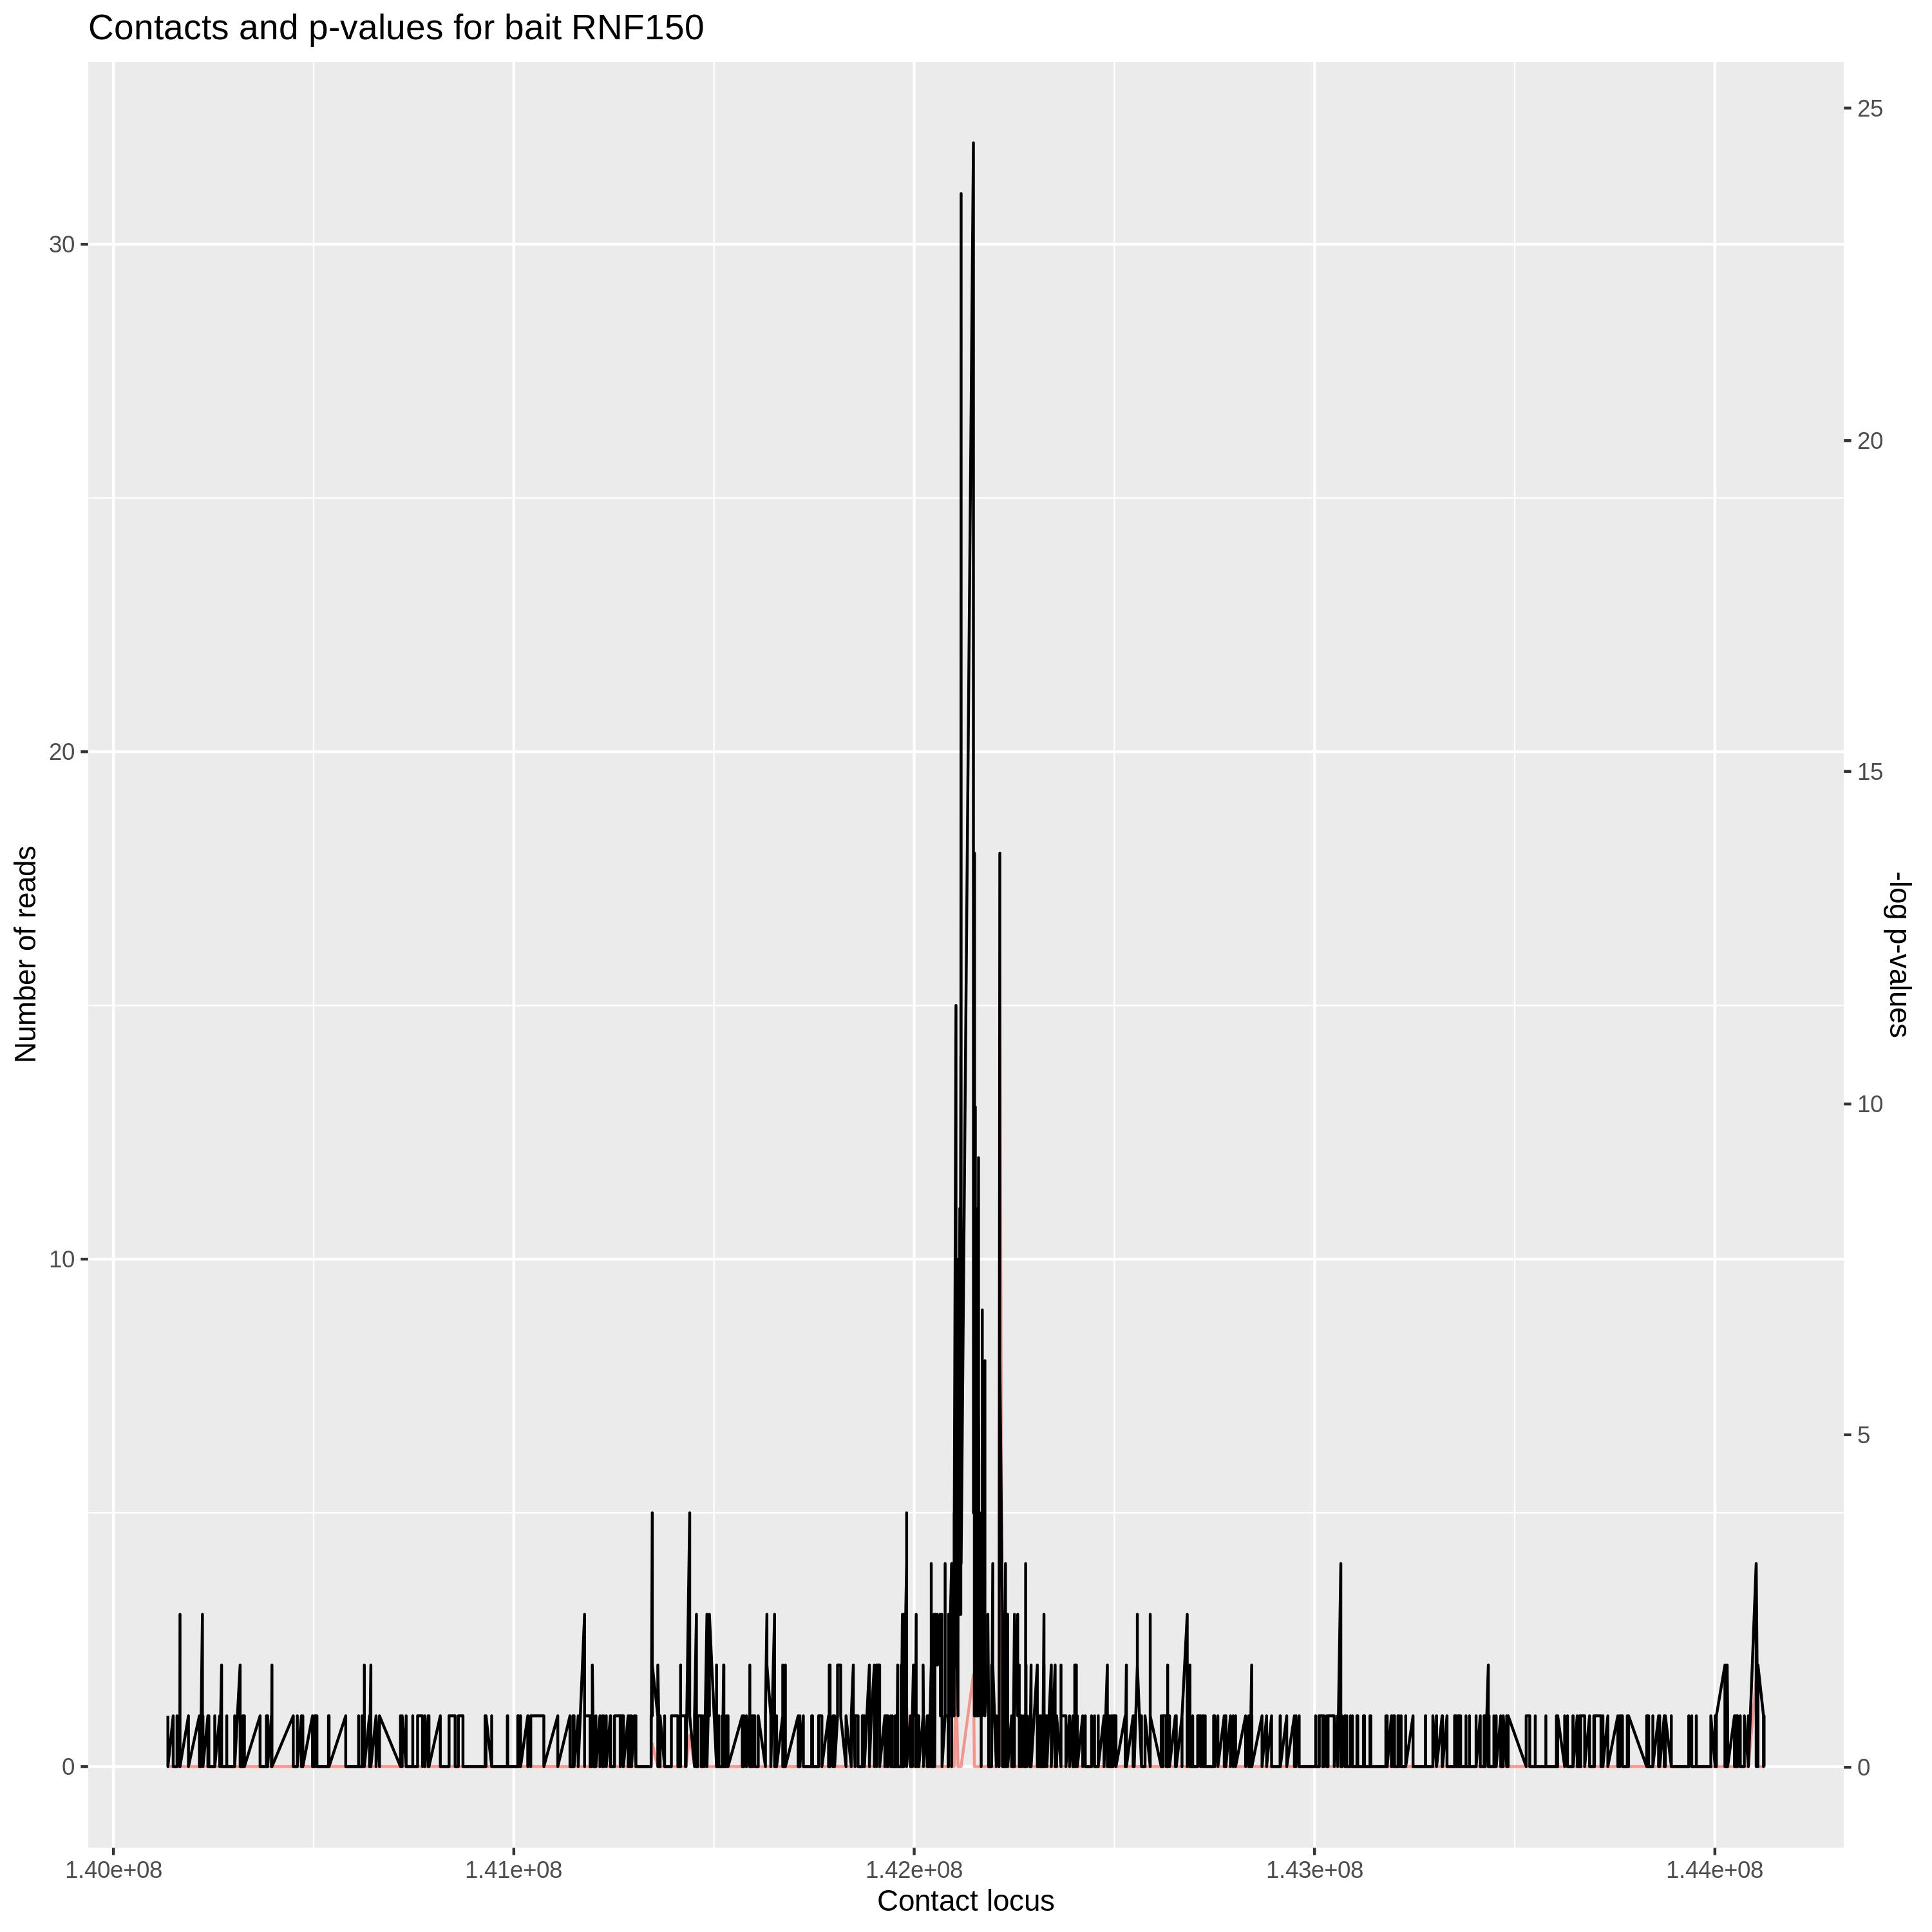 Contacts and p-values for bait RNF150
25
30
20
20
15
Number of reads
-log p-values
10
10
5
0
0
1.40e+08 1.41e+08 1.42e+08 1.43e+08 1.44e+08
Contact locus